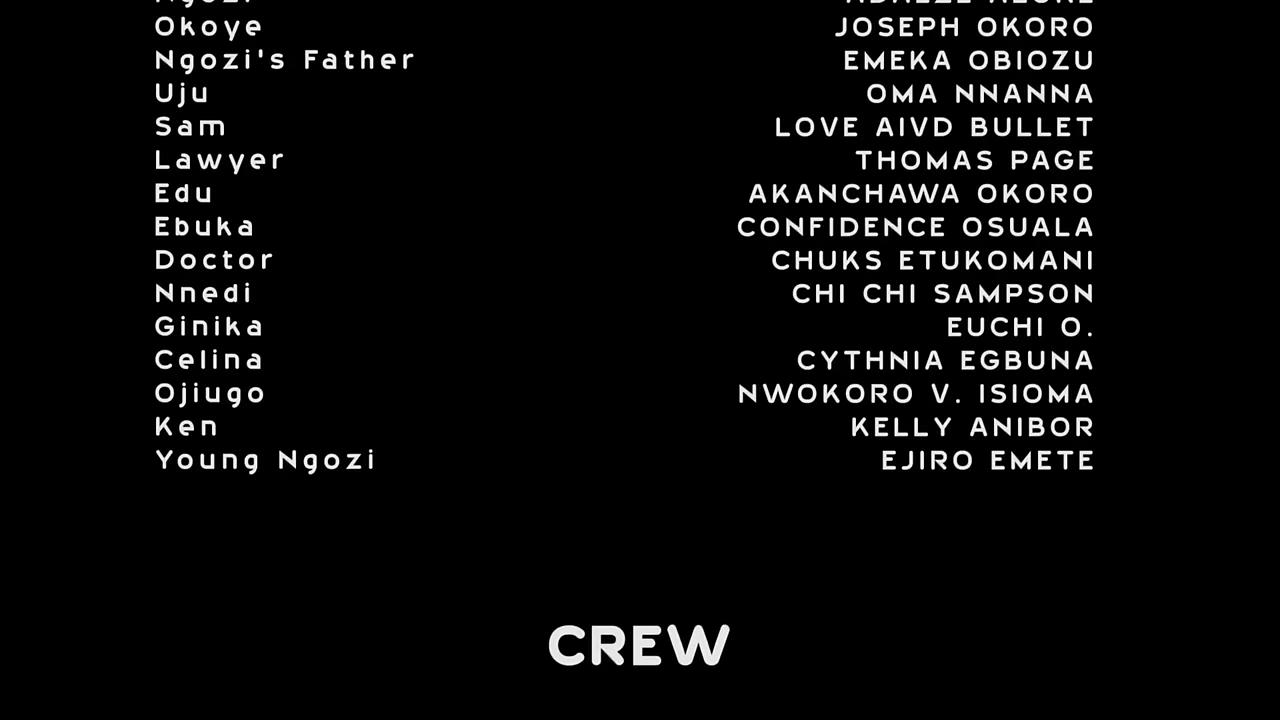 Okoye JOSEPH OKORO
Ngozi's Father EMEKA OBIOZU
Uju OMA NNANNA
Sam LOVE AIVD BULLET
Lawyer THOMAS PAGE
Edu AKANCHAWA OKORO
Ebuka CONFIDENCE OSUALA
Doctor CHUKS ETUKOMANI
Nnedi CHI CHI SAMPSON
Ginika EUCHI O.
Celina CYTHNIA EGBUNA
Ojiugo NWOKORO V. ISIOMA
Ken KELLY ANIBOR
Young Ngozi EJIRO EMETE
CREW